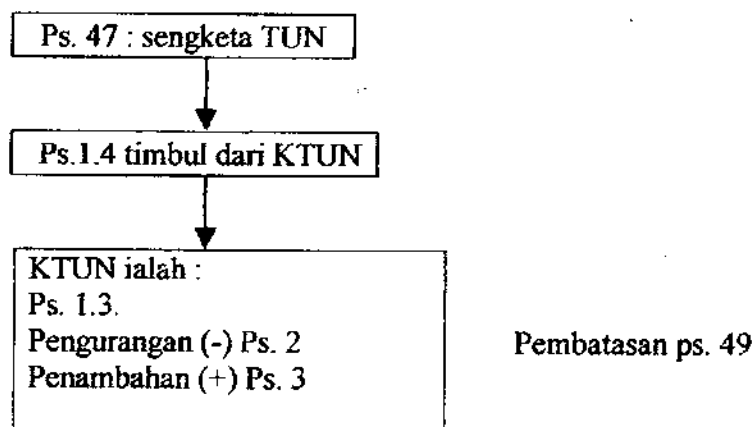 Ps. 47 : sengketa TUN
Ps.1.4 timbul dari KTUN
KTUN ialah :
Ps. 1.3.
Pengurangan (-) Ps. 2
Penambahan (+) Ps. 3
Pembatasan ps. 49